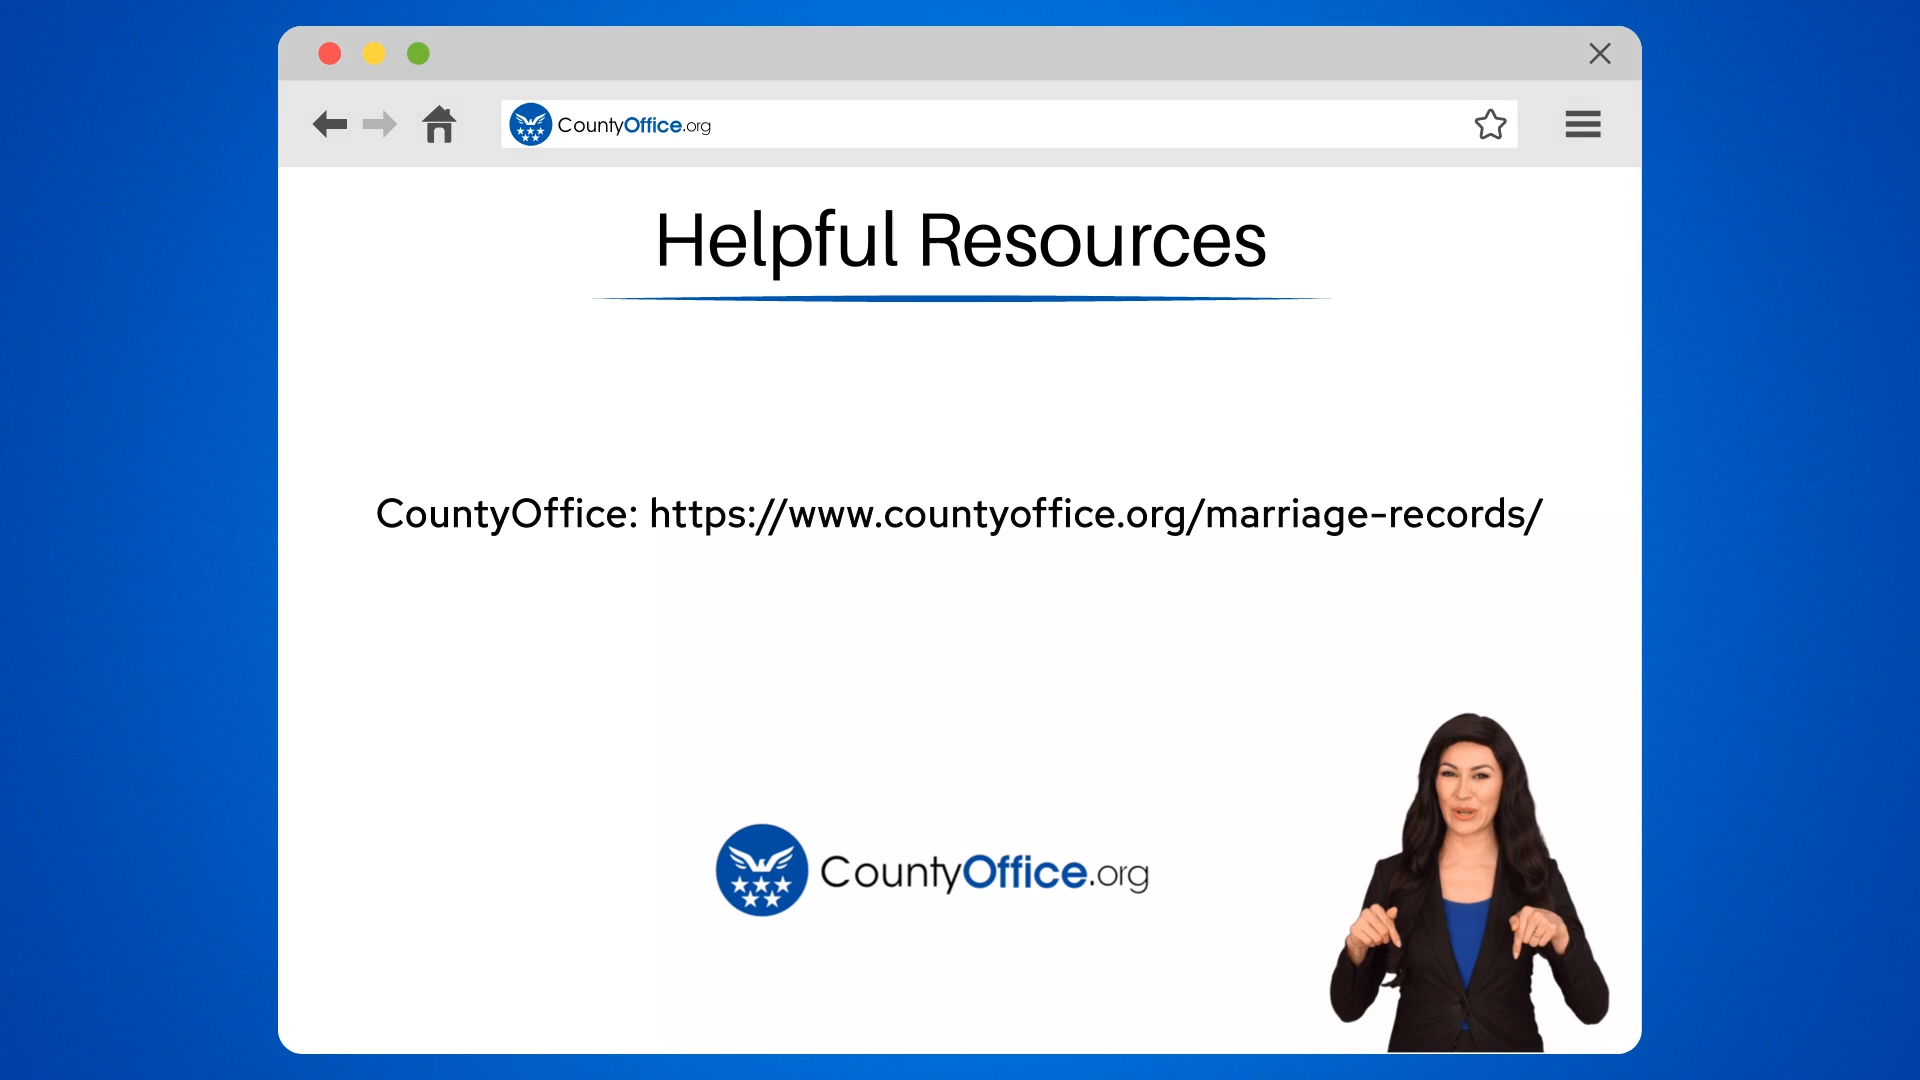 CountyOffice.org
Helpful Resources
CountyOffice: https://www.countyoffice.org/marriage-records/
CountyOffice.org